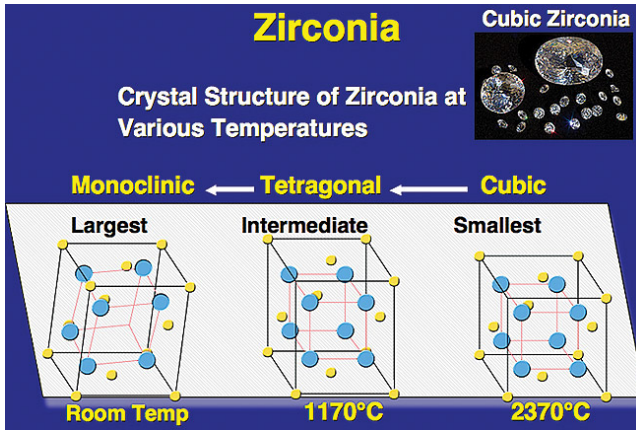 Zirconia
Cubic Zirconia
Crystal Structure of Zirconia at
Various Temperatures
Monoclinic Tetragonal Cubic
Largest Intermediate Smallest
Room Temp 1170°C 2370°C